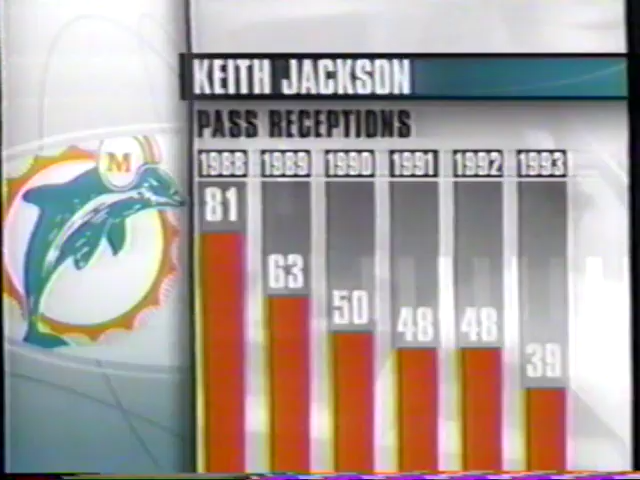 KEITH JACKSON
PASS RECEPTIONS
1988 1989 1990 1991 1992 1993
81 63 50 48 48 39
M